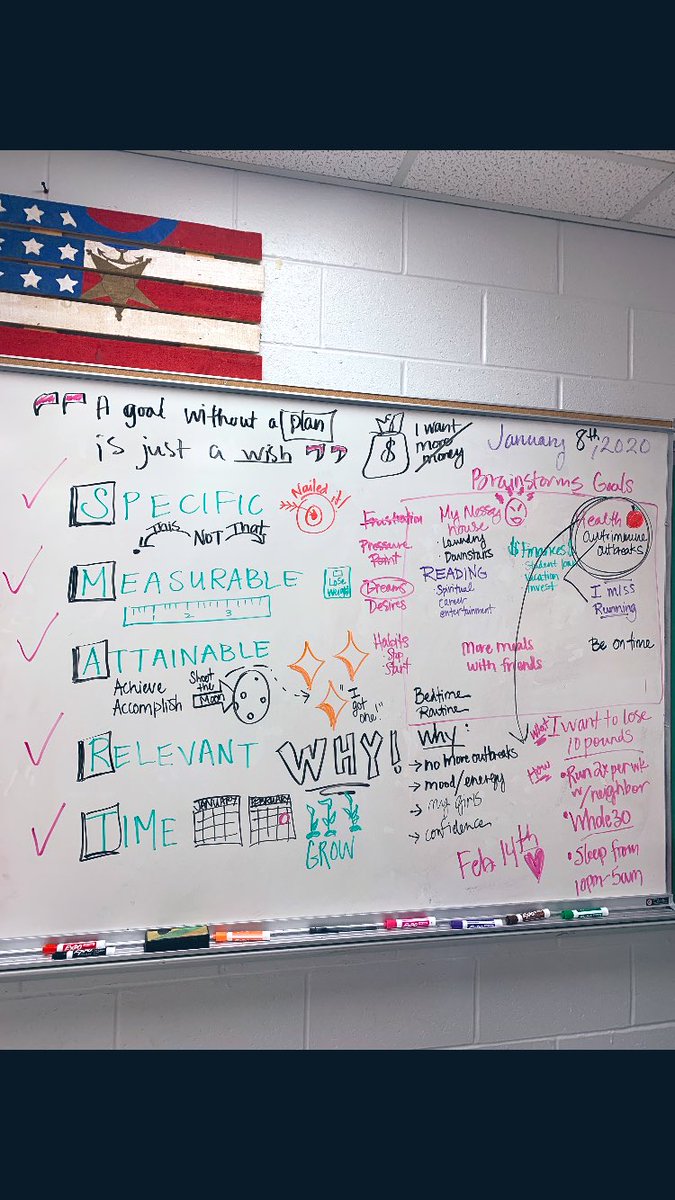 " A goal without a plan
is just a wish "
I want
more
money
January 8th, 2020
SPECIFIC
This
NOT That
Nailed it!
MEASURABLE
1 2 3
Lose
Weight
ATTAINABLE
Achieve
Accomplish
Shoot
the
Moon
"I
got
one!"
RELEVANT
WHY!
TIME
JANUARY
FEBRUARY
GROW
Brainstorms Goals
Frustration
Pressure
Point
Dreams
Desires
Habits
Stop
Start
My Messy
House
· Laundry
· Downstairs
READING
Spiritual
career
entertainment
$ Finances
Student loan
Vacation
invest
Health
autoimmune
outbreaks
I miss
Running
More meals
with friends
Be on time
Bedtime
Routine
Why:
→ no more outbreaks
→ mood/energy
→ my girls
→ confidence
Feb 14th
What
I want to lose
10 pounds
How
• Run 2x per wk
w/neighbor
• Whole30
• Sleep from
10pm-5am
EXPO